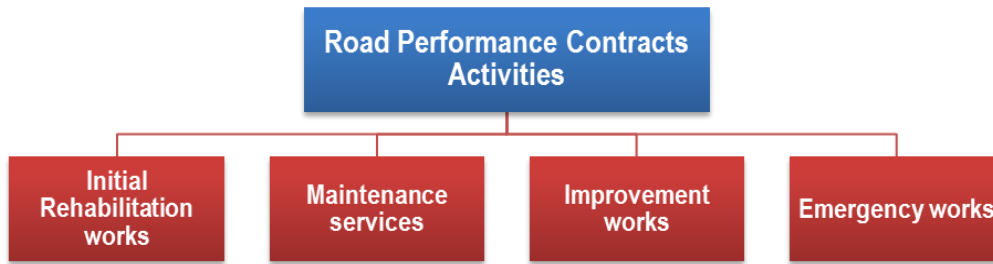 Road Performance Contracts
Activities
Initial
Rehabilitation
works
Maintenance
services
Improvement
works
Emergency works